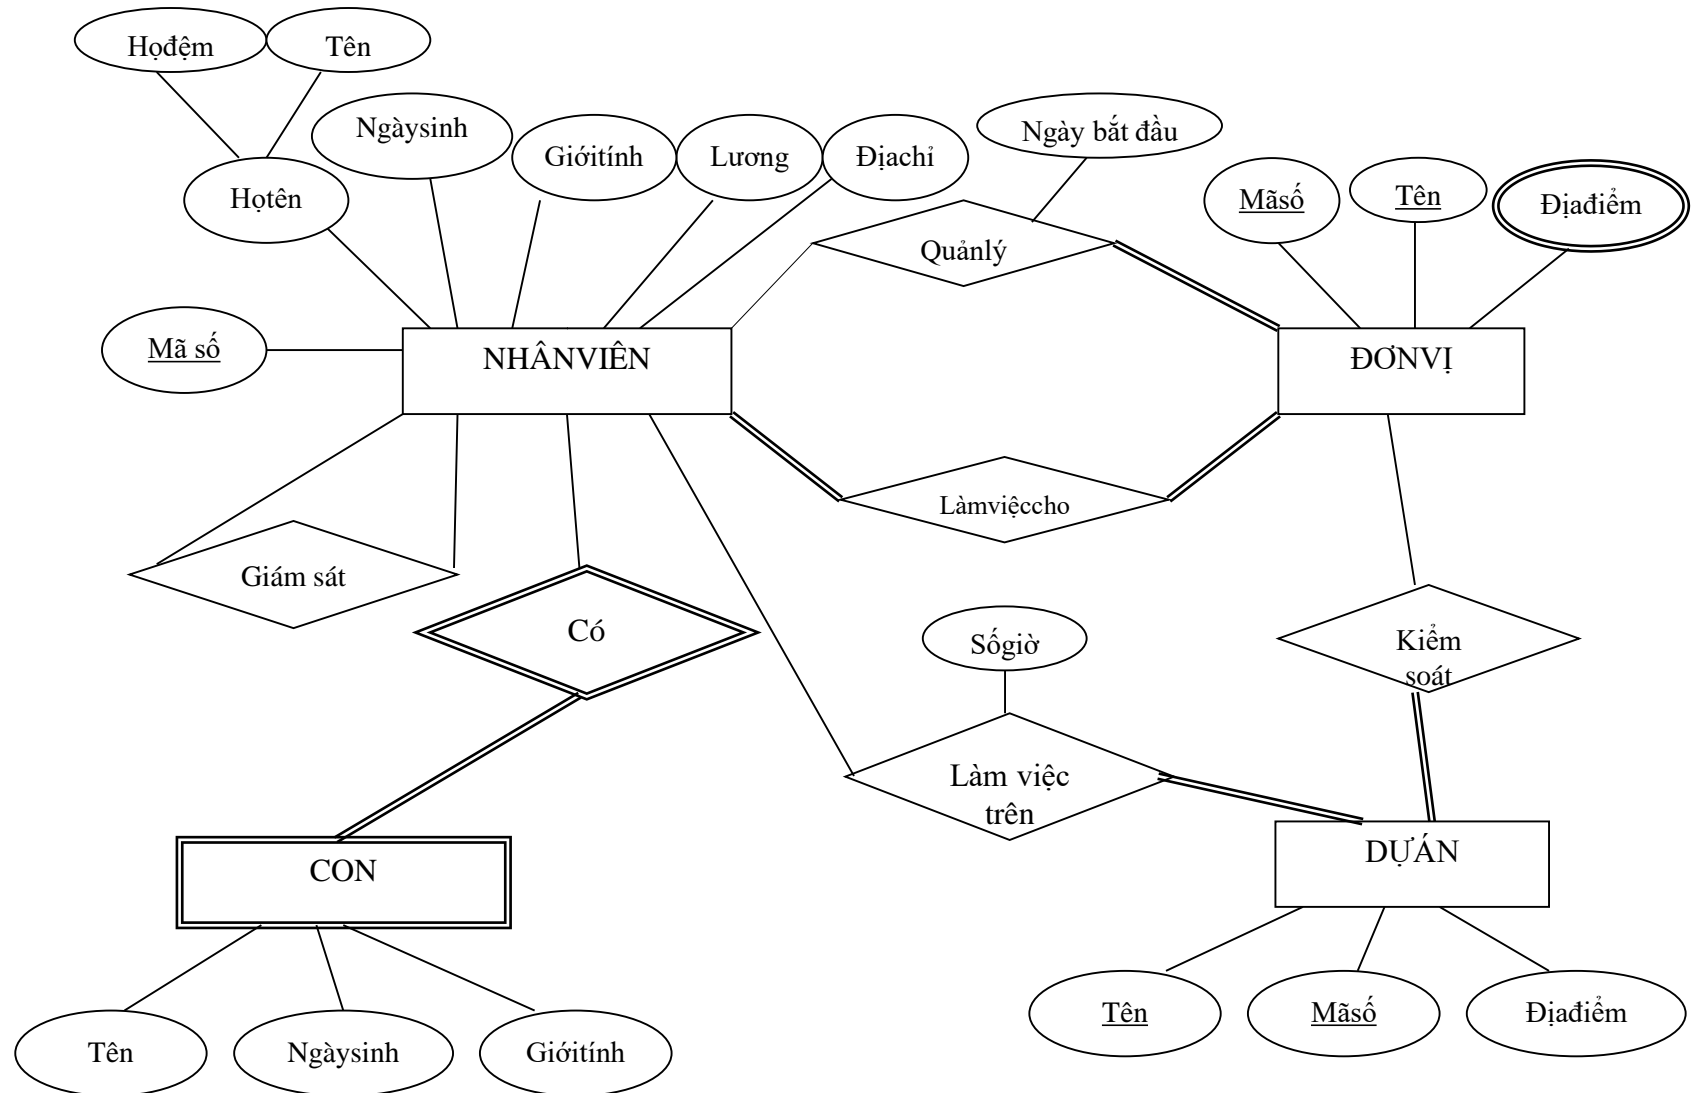 Họđệm
Tên
Ngàysinh
Giớitính
Lương
Địachỉ
Ngày bắt đầu
Họtên
Mãsố
Tên
Địađiểm
Quảnlý
Mã số
NHÂNVIÊN
ĐƠNVỊ
Làmviệccho
Giám sát
Có
Sốgiờ
Kiểm
soát
Làm việc
trên
CON
DỰÁN
Tên
Mãsố
Địađiểm
Tên
Ngàysinh
Giớitính